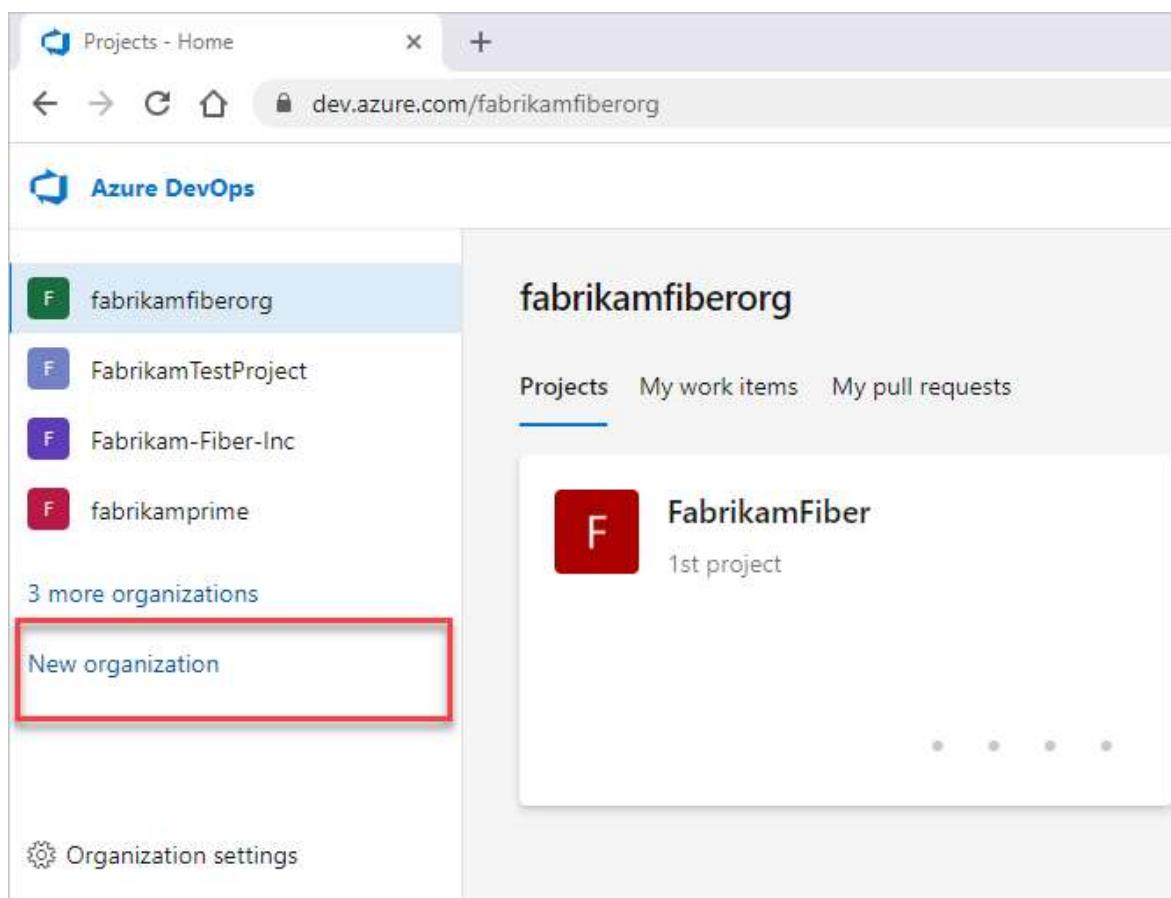 Projects - Home
dev.azure.com/fabrikamfiberorg
Azure DevOps
F fabrikamfiberorg
F FabrikamTestProject
F Fabrikam-Fiber-Inc
F fabrikamprime
3 more organizations
New organization
Organization settings
fabrikamfiberorg
Projects My work items My pull requests
F FabrikamFiber
1st project